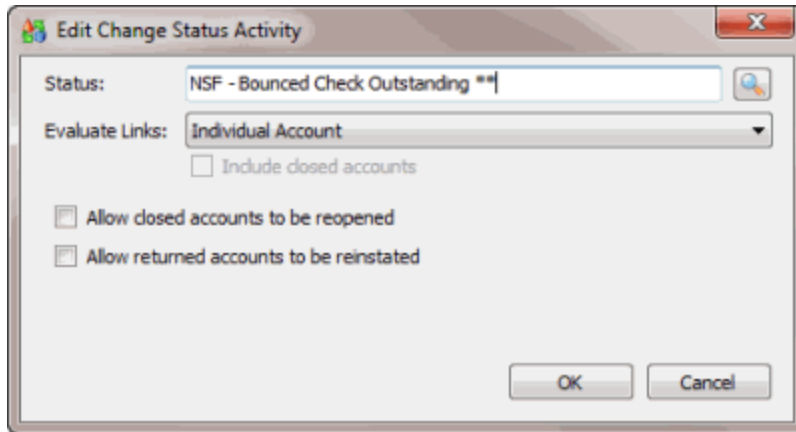 Edit Change Status Activity
Status: NSF - Bounced Check Outstanding **
Evaluate Links: Individual Account
Include closed accounts
Allow closed accounts to be reopened
Allow returned accounts to be reinstated
OK Cancel